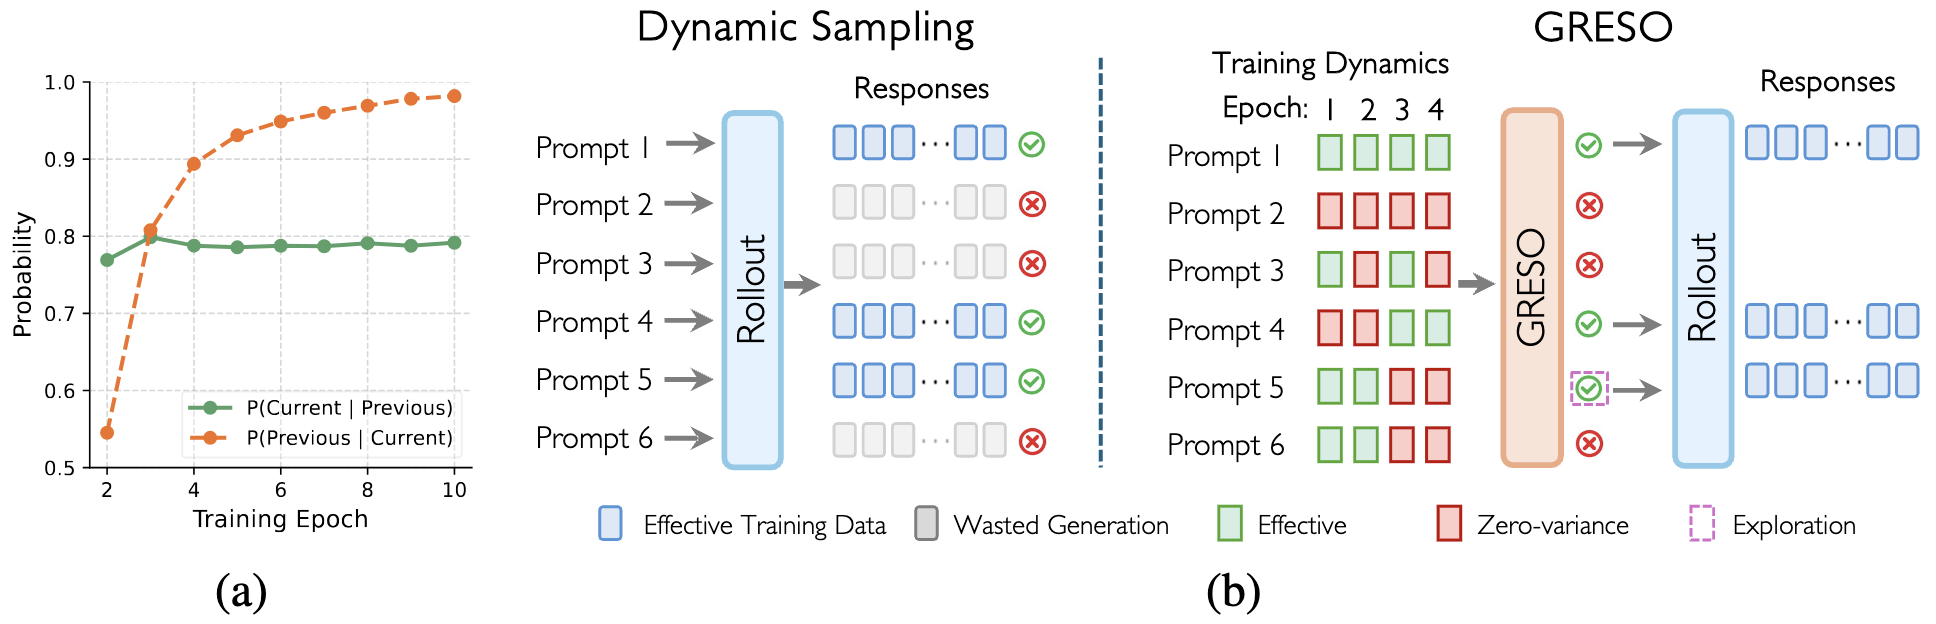 1.0
0.9
0.8
0.7
0.6
0.5
Probability
2
4
6
8
10
Training Epoch
P(Current | Previous)
P(Previous | Current)
(a)
Dynamic Sampling
Responses
Prompt 1
Prompt 2
Prompt 3
Prompt 4
Prompt 5
Prompt 6
Rollout
GRESO
Training Dynamics
Epoch: 1 2 3 4
Responses
Prompt 1
Prompt 2
Prompt 3
Prompt 4
Prompt 5
Prompt 6
GRESO
Rollout
Effective Training Data
Wasted Generation
Effective
Zero-variance
Exploration
(b)